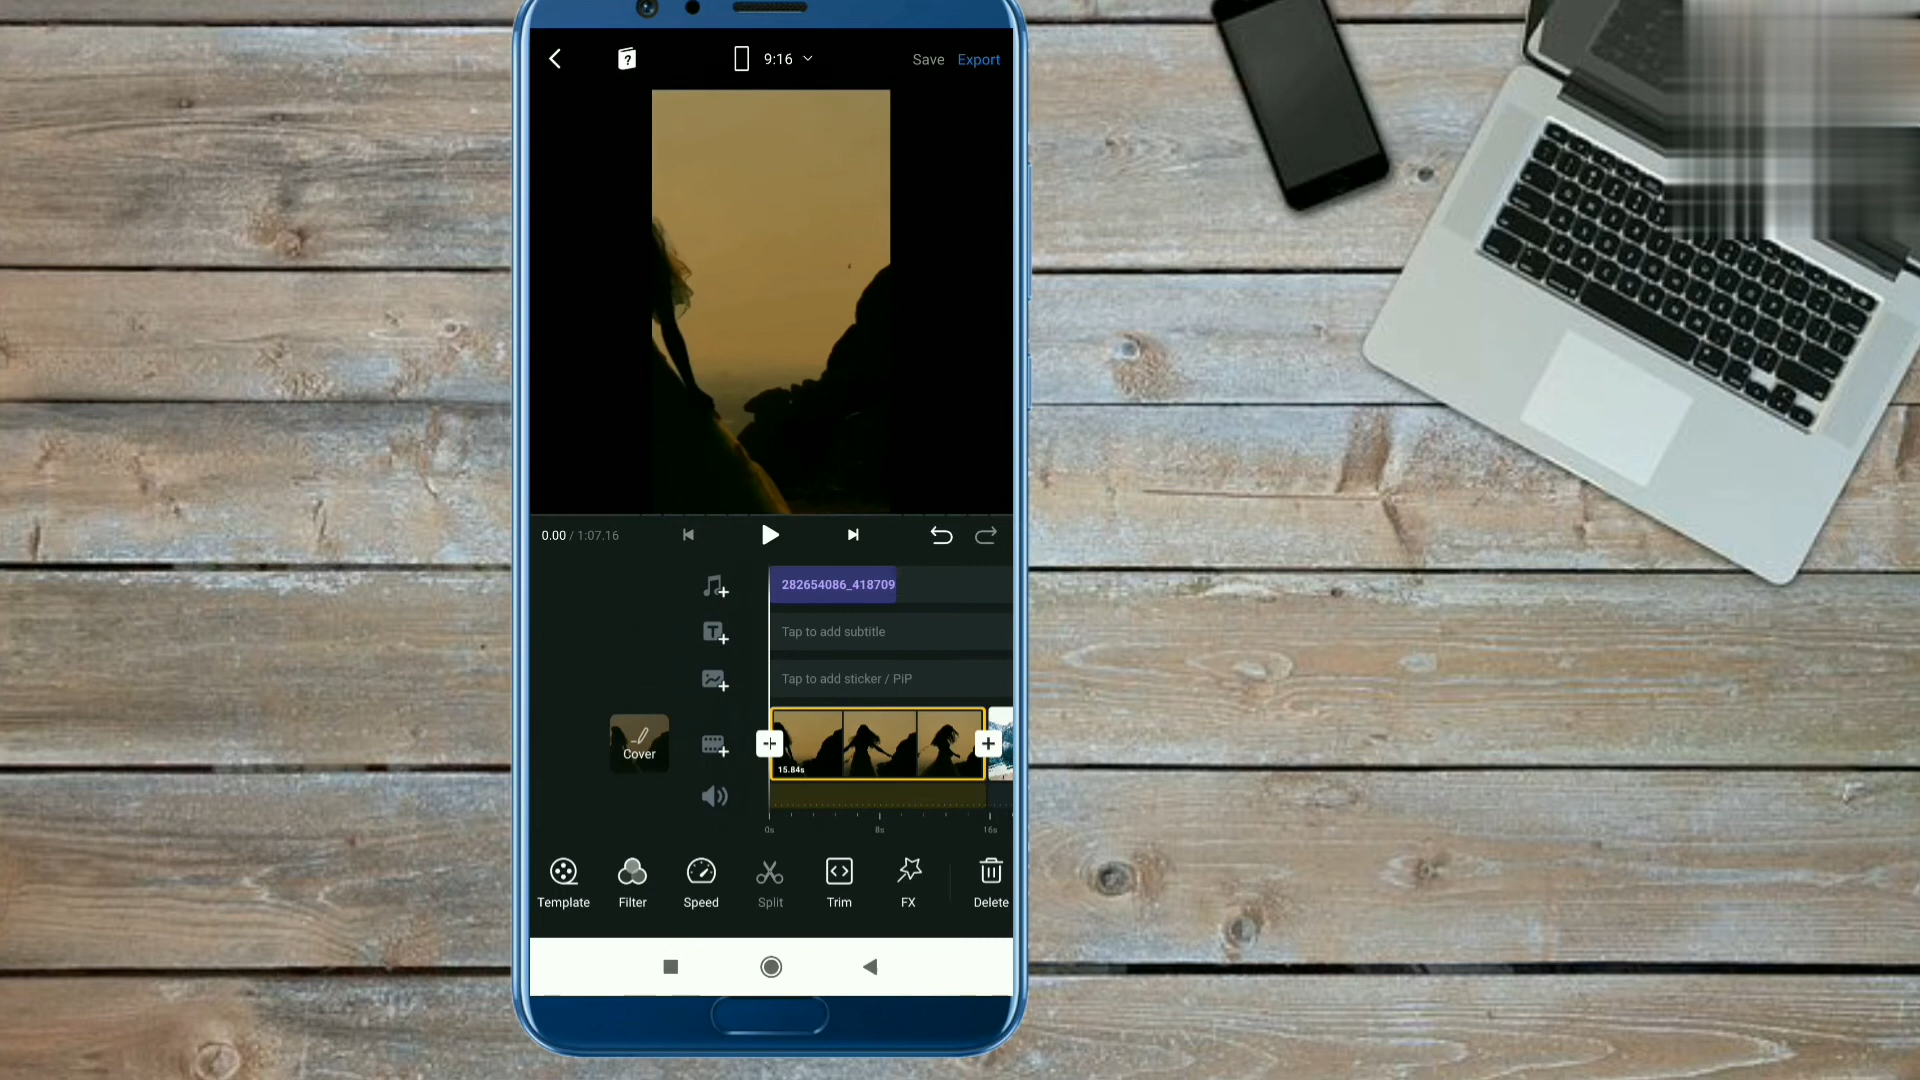 9:16
Save
Export
0.00 / 1:07.16
282654086_418709
Tap to add subtitle
Tap to add sticker / PiP
Cover
15.84s
0s
8s
16s
Template
Filter
Speed
Split
Trim
FX
Delete